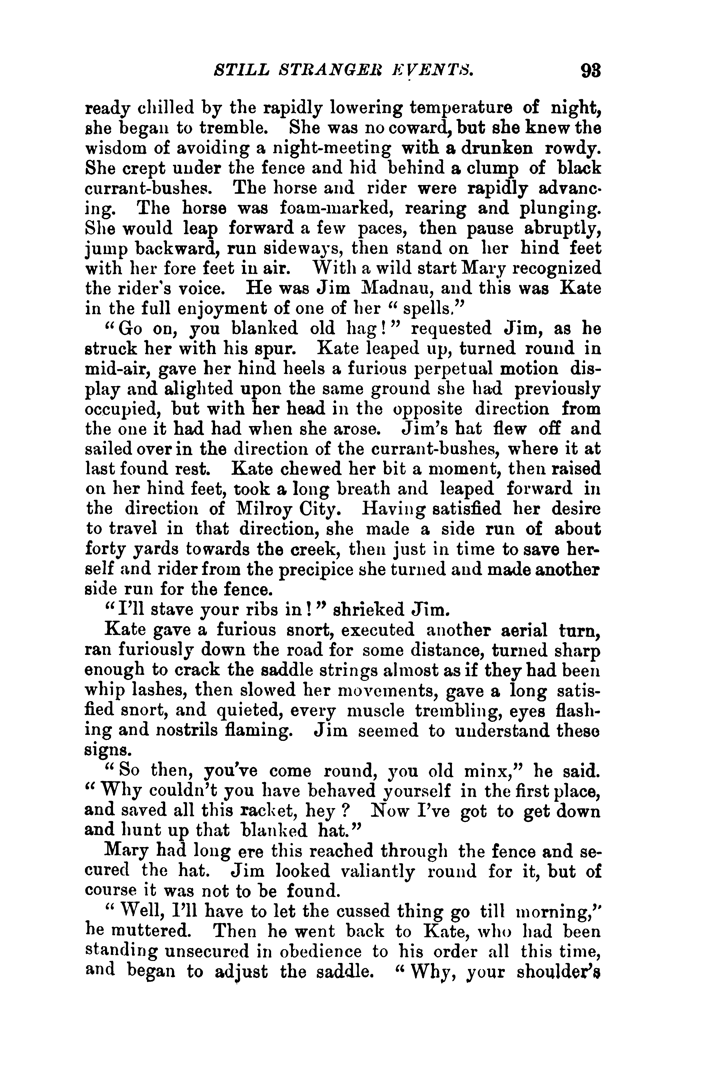 STILL STRANGER EVENTS. 93
ready chilled by the rapidly lowering temperature of night,
she began to tremble. She was no coward, but she knew the
wisdom of avoiding a night-meeting with a drunken rowdy.
She crept under the fence and hid behind a clump of black
currant-bushes. The horse and rider were rapidly advanc-
ing. The horse was foam-marked, rearing and plunging.
She would leap forward a few paces, then pause abruptly,
jump backward, run sideways, then stand on her hind feet
with her fore feet in air. With a wild start Mary recognized
the rider's voice. He was Jim Madnau, and this was Kate
in the full enjoyment of one of her “ spells.”
“ Go on, you blanked old hag! ” requested Jim, as he
struck her with his spur. Kate leaped up, turned round in
mid-air, gave her hind heels a furious perpetual motion dis-
play and alighted upon the same ground she had previously
occupied, but with her head in the opposite direction from
the one it had had when she arose. Jim's hat flew off and
sailed over in the direction of the currant-bushes, where it at
last found rest. Kate chewed her bit a moment, then raised
on her hind feet, took a long breath and leaped forward in
the direction of Milroy City. Having satisfied her desire
to travel in that direction, she made a side run of about
forty yards towards the creek, then just in time to save her-
self and rider from the precipice she turned and made another
side run for the fence.
“ I'll stave your ribs in! ” shrieked Jim.
Kate gave a furious snort, executed another aerial turn,
ran furiously down the road for some distance, turned sharp
enough to crack the saddle strings almost as if they had been
whip lashes, then slowed her movements, gave a long satis-
fied snort, and quieted, every muscle trembling, eyes flash-
ing and nostrils flaming. Jim seemed to understand these
signs.
“ So then, you've come round, you old minx,” he said.
“ Why couldn't you have behaved yourself in the first place,
and saved all this racket, hey ? Now I've got to get down
and hunt up that blanked hat.”
Mary had long ere this reached through the fence and se-
cured the hat. Jim looked valiantly round for it, but of
course it was not to be found.
“ Well, I'll have to let the cussed thing go till morning,”
he muttered. Then he went back to Kate, who had been
standing unsecured in obedience to his order all this time,
and began to adjust the saddle. “ Why, your shoulder's